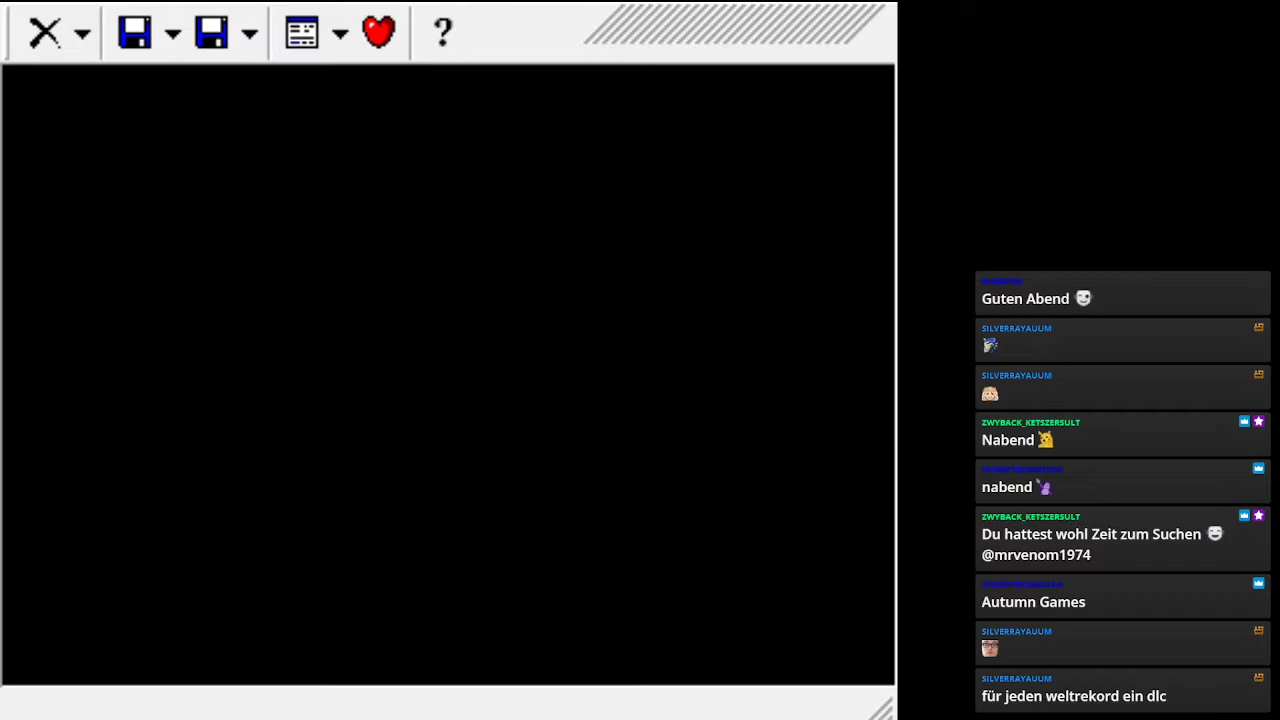 ?
Guten Abend
SILVERRAYAUUM
SILVERRAYAUUM
ZWYBACK_KETSZERSULT
Nabend
nabend
ZWYBACK_KETSZERSULT
Du hattest wohl Zeit zum Suchen
@mrvenom1974
Autumn Games
SILVERRAYAUUM
SILVERRAYAUUM
für jeden weltrekord ein dlc